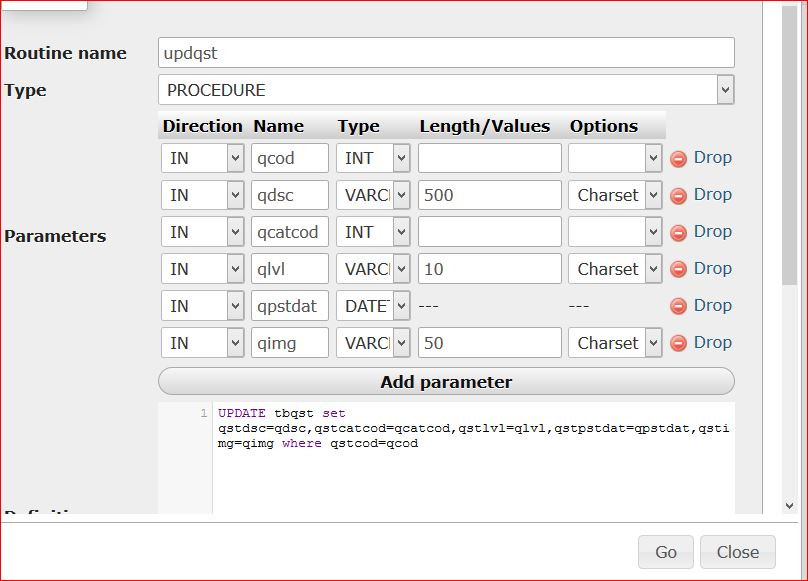 Routine name updqst
Type PROCEDURE
Direction Name Type Length/Values Options
IN qcod INT Drop
IN qdsc VARC 500 Charset Drop
Parameters IN qcatcod INT Drop
IN qlvl VARC 10 Charset Drop
IN qpstdat DATET --- --- Drop
IN qimg VARC 50 Charset Drop
Add parameter
1 UPDATE tbqst set
qstdsc=qdsc,qstcatcod=qcatcod,qstlvl=qlvl,qstpstdat=qpstdat,qsti
mg=qimg where qstcod=qcod
Go Close